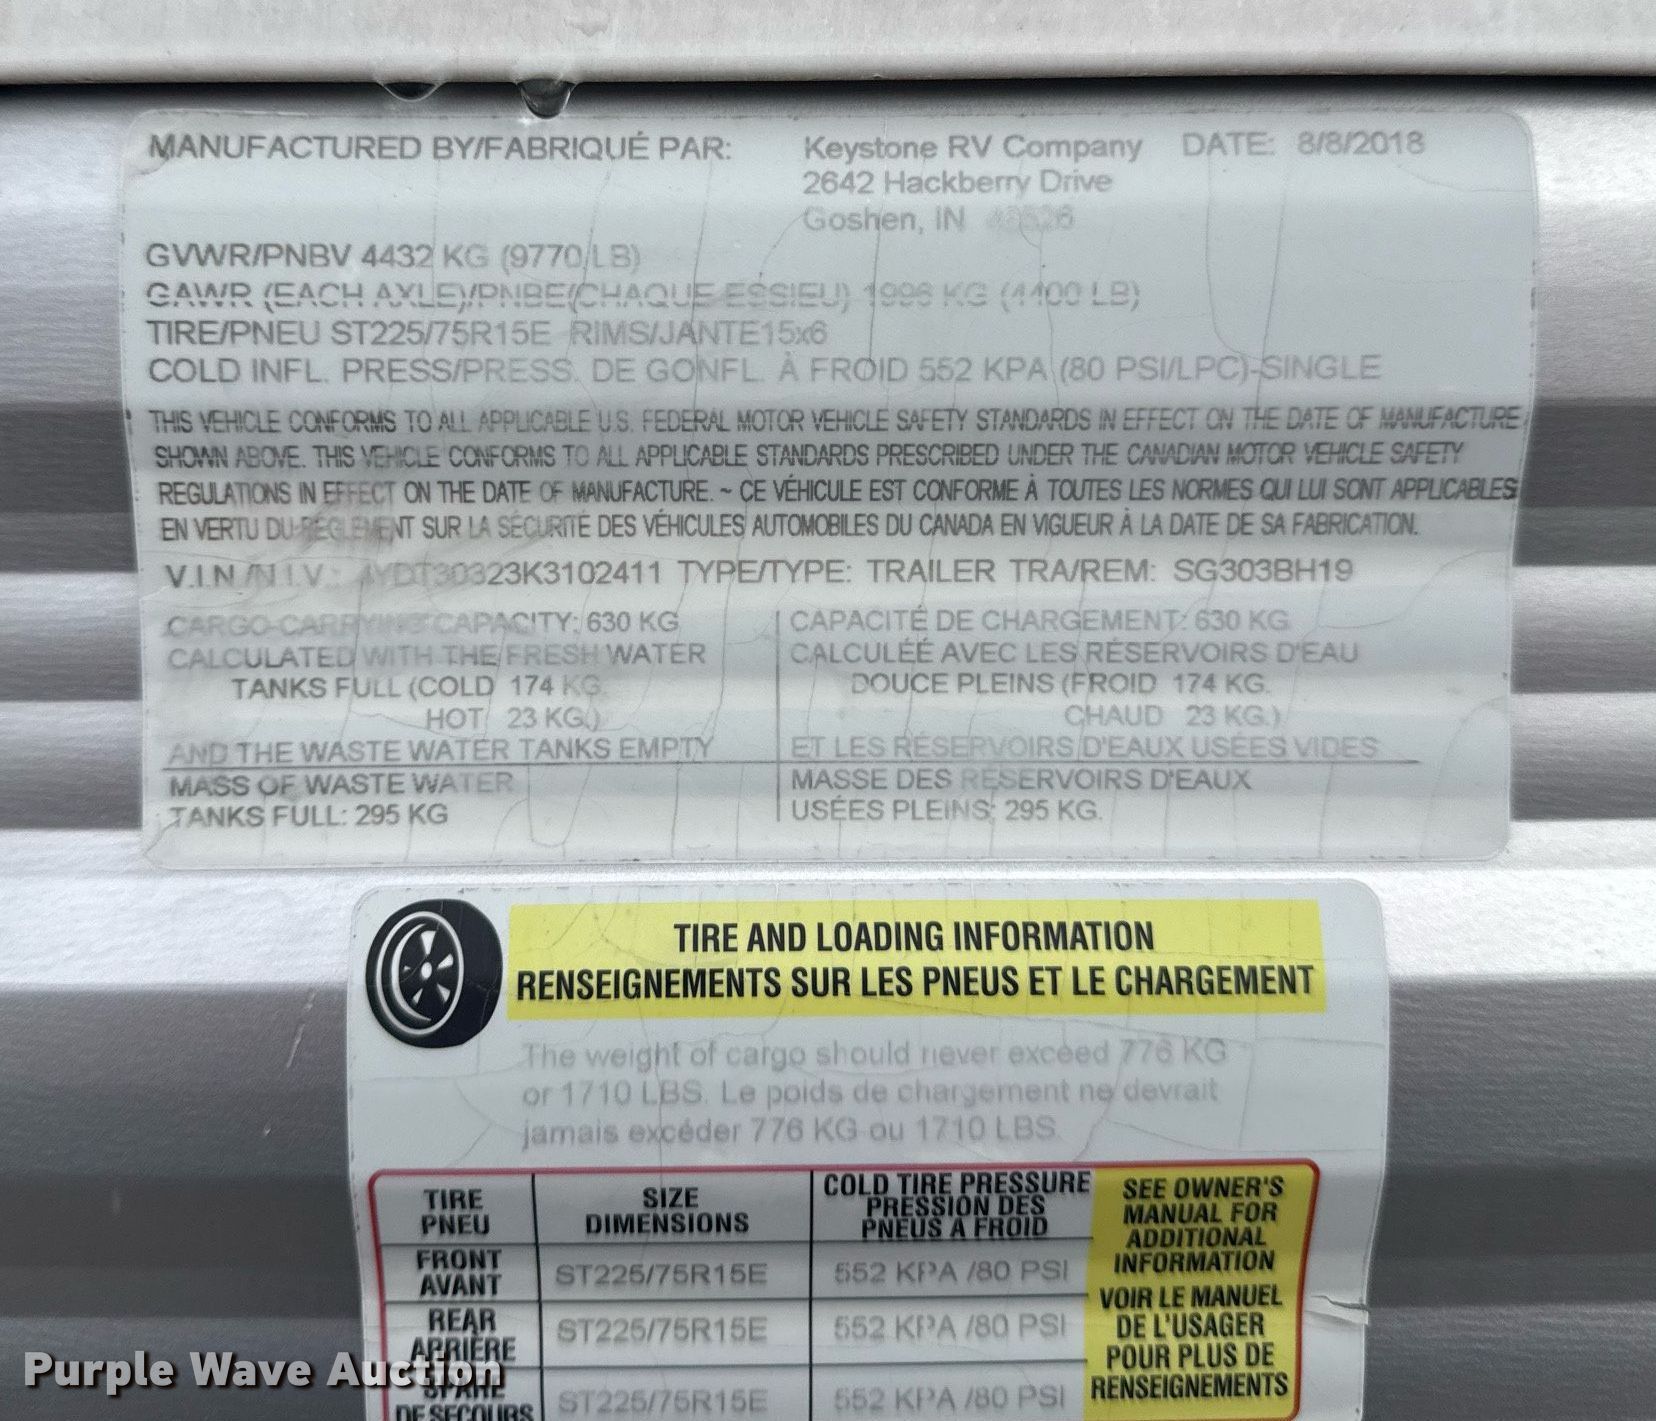 MANUFACTURED BY/FABRIQUÉ PAR: Keystone RV Company DATE: 8/8/2018
2642 Hackberry Drive
Goshen, IN
GVWR/PNBV 4432 KG (9770 LB)
GAWR (EACH AXLE)/PNBE(CHAQUE ESSIEU) 1996 KG (4400 LB)
TIRE/PNEU ST225/75R15E RIMS/JANTE15x6
COLD INFL. PRESS/PRESS. DE GONFL. À FROID 552 KPA (80 PSI/LPC)-SINGLE
THIS VEHICLE CONFORMS TO ALL APPLICABLE U.S. FEDERAL MOTOR VEHICLE SAFETY STANDARDS IN EFFECT ON THE DATE OF MANUFACTURE
SHOWN ABOVE. THIS VEHICLE CONFORMS TO ALL APPLICABLE STANDARDS PRESCRIBED UNDER THE CANADIAN MOTOR VEHICLE SAFETY
REGULATIONS IN EFFECT ON THE DATE OF MANUFACTURE. ~ CE VÉHICULE EST CONFORME À TOUTES LES NORMES QUI LUI SONT APPLICABLES
EN VERTU DU RÉGLEMENT SUR LA SÉCURITÉ DES VÉHICULES AUTOMOBILES DU CANADA EN VIGUEUR À LA DATE DE SA FABRICATION.
V.I.N./N.I.V.: 4YDT30323K3102411 TYPE/TYPE: TRAILER TRA/REM: SG303BH19
CARGO-CARRYING CAPACITY: 630 KG
CALCULATED WITH THE FRESH WATER
TANKS FULL (COLD 174 KG.
HOT 23 KG.)
AND THE WASTE WATER TANKS EMPTY
MASS OF WASTE WATER
TANKS FULL: 295 KG
CAPACITÉ DE CHARGEMENT: 630 KG
CALCULÉÉ AVEC LES RÉSERVOIRS D'EAU
DOUCE PLEINS (FROID 174 KG.
CHAUD 23 KG.)
ET LES RÉSERVOIRS D'EAUX USÉES VIDES
MASSE DES RÉSERVOIRS D'EAUX
USÉES PLEINS: 295 KG.
TIRE AND LOADING INFORMATION
RENSEIGNEMENTS SUR LES PNEUS ET LE CHARGEMENT
The weight of cargo should never exceed 776 KG
or 1710 LBS. Le poids de chargement ne devrait
jamais excéder 776 KG ou 1710 LBS.
TIRE
PNEU
SIZE
DIMENSIONS
COLD TIRE PRESSURE
PRESSION DES
PNEUS A FROID
FRONT
AVANT
ST225/75R15E
552 KPA /80 PSI
REAR
ARRIÈRE
ST225/75R15E
552 KPA /80 PSI
SPARE
DE SECOURS
ST225/75R15E
552 KPA /80 PSI
SEE OWNER'S
MANUAL FOR
ADDITIONAL
INFORMATION
VOIR LE MANUEL
DE L'USAGER
POUR PLUS DE
RENSEIGNEMENTS
Purple Wave Auction